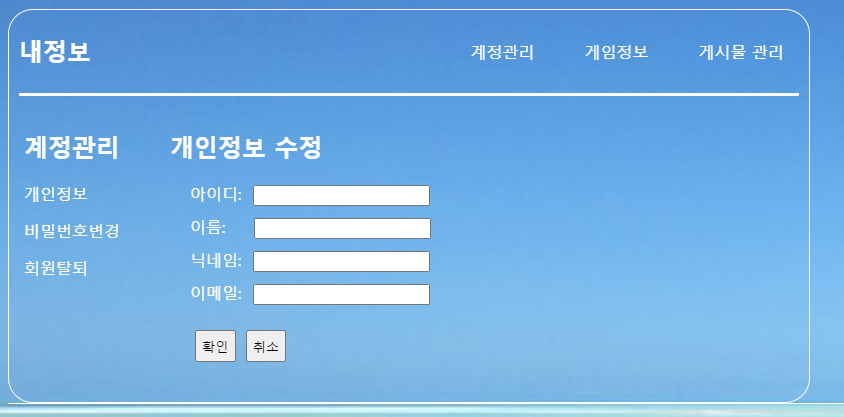 내정보
계정관리 게임정보 게시물 관리
계정관리
개인정보
비밀번호변경
회원탈퇴
개인정보 수정
아이디:
이름:
닉네임:
이메일:
확인 취소